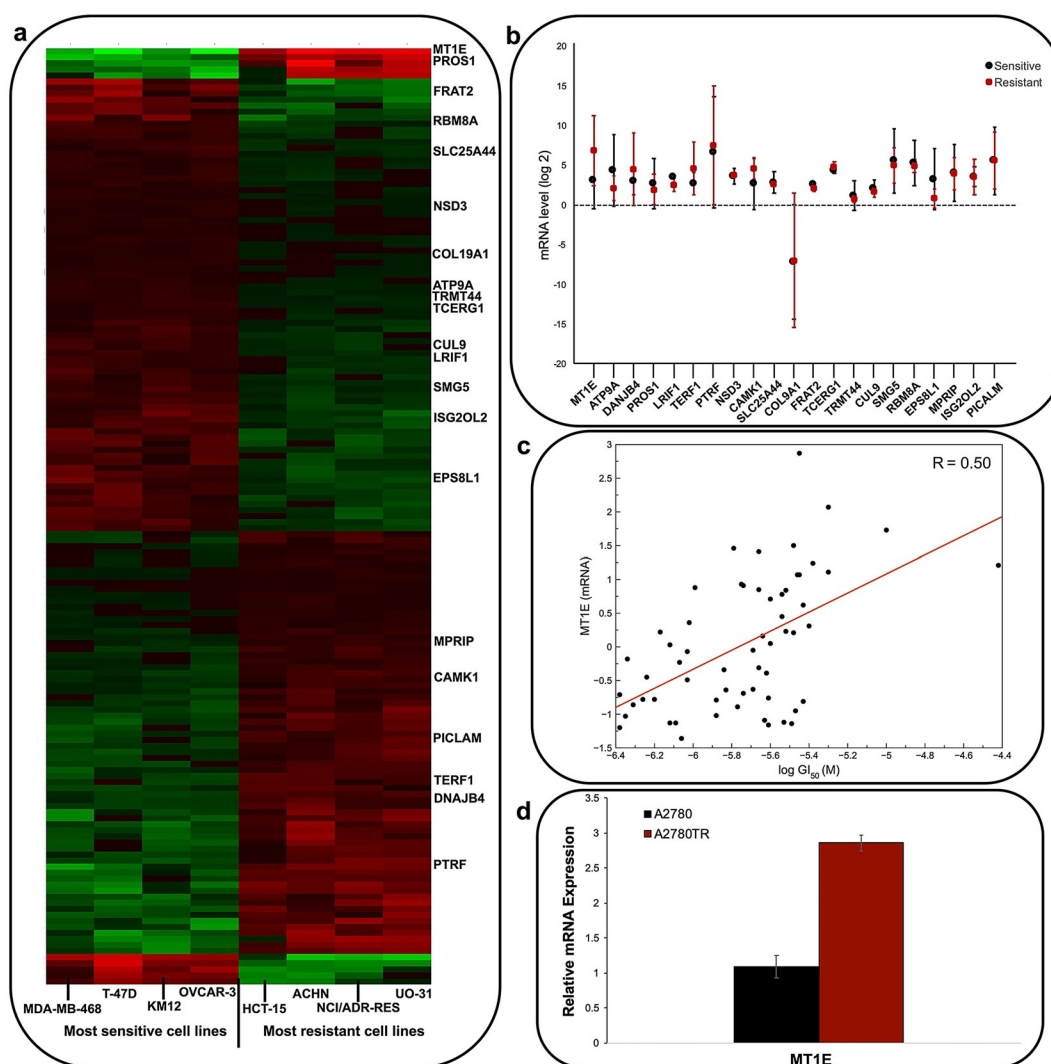 a
MT1E
PROS1
FRAT2
RBM8A
SLC25A44
NSD3
COL19A1
ATP9A
TRMT44
TCERG1
CUL9
LRIF1
SMG5
ISG2OL2
EPS8L1
MPRIP
CAMK1
PICLAM
TERF1
DNAJB4
PTRF
MDA-MB-468
T-47D
KM12
OVCAR-3
HCT-15
ACHN
NCI/ADR-RES
UO-31
Most sensitive cell lines
Most resistant cell lines
b
mRNA level (log 2)
20
15
10
5
0
-5
-10
-15
-20
Sensitive
Resistant
MT1E
ATP9A
DANJB4
PROS1
LRIF1
TERF1
PTRF
NSD3
CAMK1
SLC25A44
COL9A1
FRAT2
TCERG1
TRMT44
CUL9
SMG5
RBM8A
EPS8L1
MPRIP
ISG2OL2
PICALM
c
R = 0.50
MT1E (mRNA)
3
2.5
2
1.5
1
0.5
0
−0.5
−1
−1.5
−6.4
−6.2
−6
−5.8
−5.6
−5.4
−5.2
−5
−4.8
−4.6
−4.4
log GI50 (M)
d
A2780
A2780TR
Relative mRNA Expression
3.5
3
2.5
2
1.5
1
0.5
0
MT1E